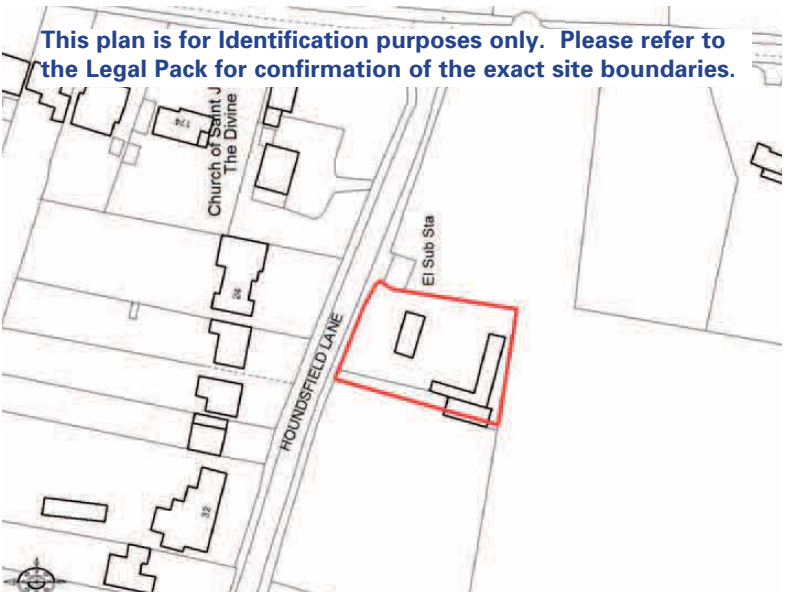 This plan is for Identification purposes only. Please refer to
the Legal Pack for confirmation of the exact site boundaries.
174
Church of Saint J
The Divine
El Sub Sta
24
HOUNDSFIELD LANE
32